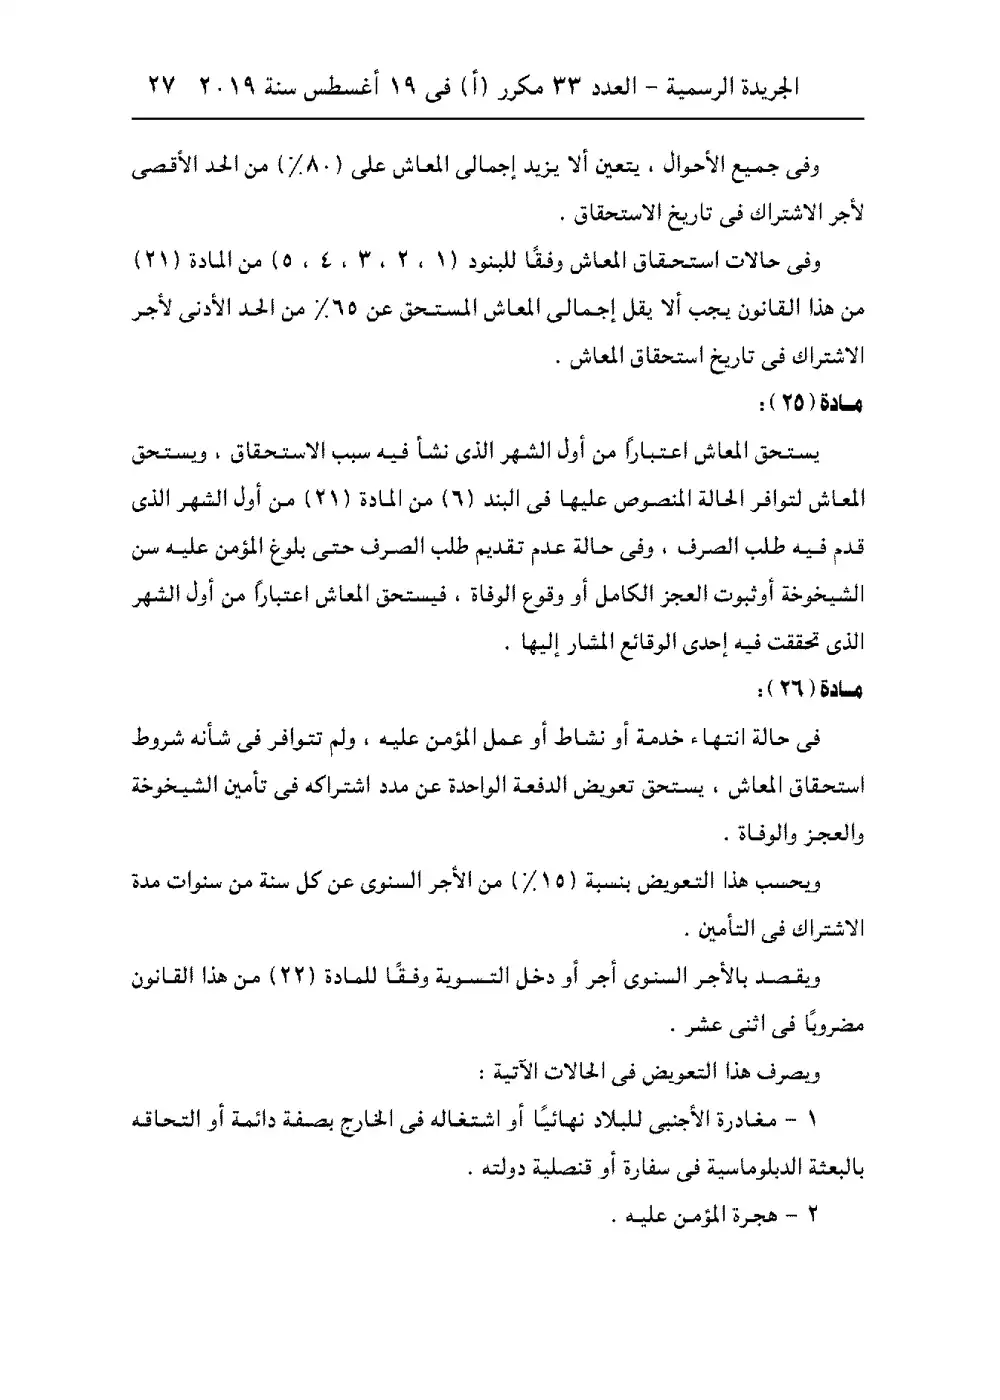 الجريدة الرسمية - العدد ٣٣ مكرر (أ) فى ١٩ أغسطس سنة ٢٠١٩ ٢٧
وفى جميع الأحوال ، يتعين ألا يزيد إجمالى المعاش على (٨٠٪) من الحد الأقصى
لأجر الاشتراك فى تاريخ الاستحقاق .
وفى حالات استحقاق المعاش وفقًا للبنود (١ ، ٢ ، ٣ ، ٤ ، ٥) من المادة (٢١)
من هذا القانون يجب ألا يقل إجمالى المعاش المستحق عن ٦٥٪ من الحد الأدنى لأجر
الاشتراك فى تاريخ استحقاق المعاش .
مادة (٢٥) :
يستحق المعاش اعتباراً من أول الشهر الذى نشأ فيه سبب الاستحقاق ، ويستحق
المعاش لتوافر الحالة المنصوص عليها فى البند (٦) من المادة (٢١) من أول الشهر الذى
قدم فيه طلب الصرف ، وفى حالة عدم تقديم طلب الصرف حتى بلوغ المؤمن عليه سن
الشيخوخة أوثبوت العجز الكامل أو وقوع الوفاة ، فيستحق المعاش اعتباراً من أول الشهر
الذى تحققت فيه إحدى الوقائع المشار إليها .
مادة (٢٦) :
فى حالة انتهاء خدمة أو نشاط أو عمل المؤمن عليه ، ولم تتوافر فى شأنه شروط
استحقاق المعاش ، يستحق تعويض الدفعة الواحدة عن مدد اشتراكه فى تأمين الشيخوخة
والعجز والوفاة .
ويحسب هذا التعويض بنسبة (١٥٪) من الأجر السنوى عن كل سنة من سنوات مدة
الاشتراك فى التأمين .
ويقصد بالأجر السنوى أجر أو دخل التسوية وفقًا للمادة (٢٢) من هذا القانون
مضروبًا فى اثنى عشر .
ويصرف هذا التعويض فى الحالات الآتية :
١ - مغادرة الأجنبى للبلاد نهائيًا أو اشتغاله فى الخارج بصفة دائمة أو التحاقه
بالبعثة الدبلوماسية فى سفارة أو قنصلية دولته .
٢ - هجرة المؤمن عليه .